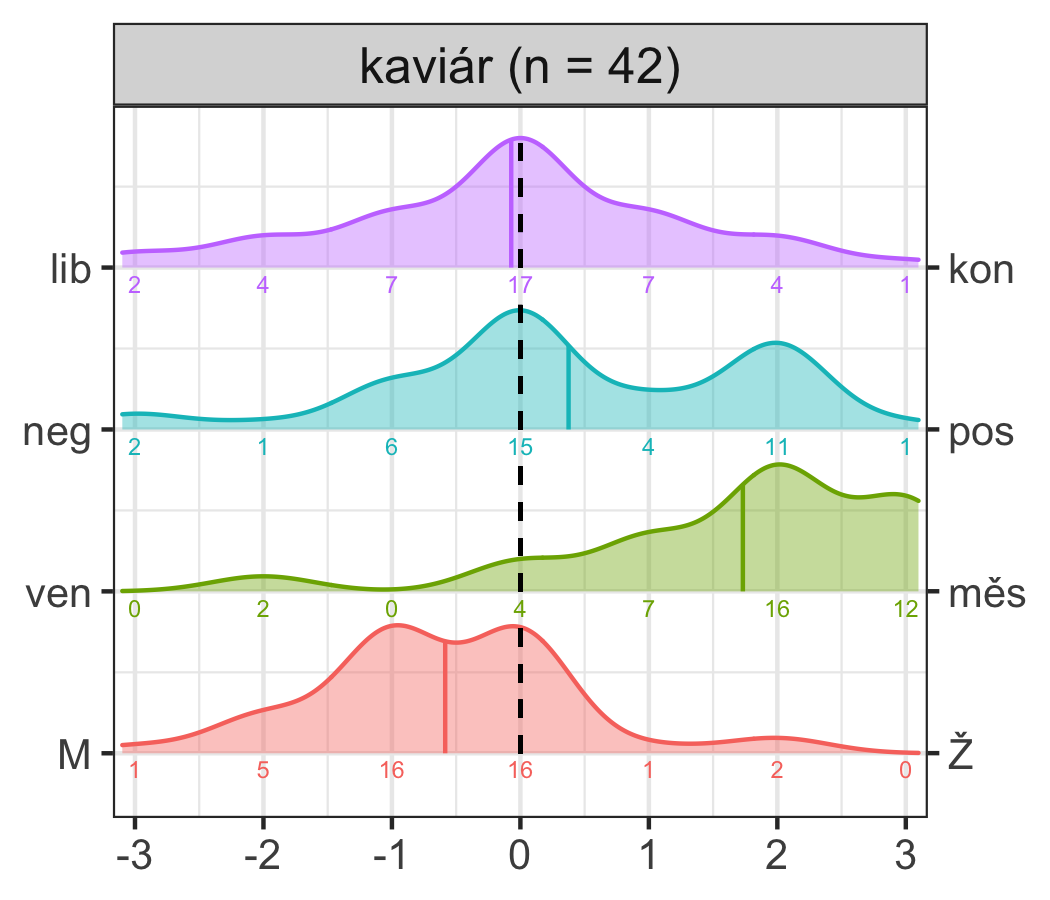 kaviár (n = 42)
lib kon
2 4 7 17 7 4 1
neg pos
2 1 6 15 4 11 1
ven měs
0 2 0 4 7 16 12
M Ž
1 5 16 16 1 2 0
-3 -2 -1 0 1 2 3